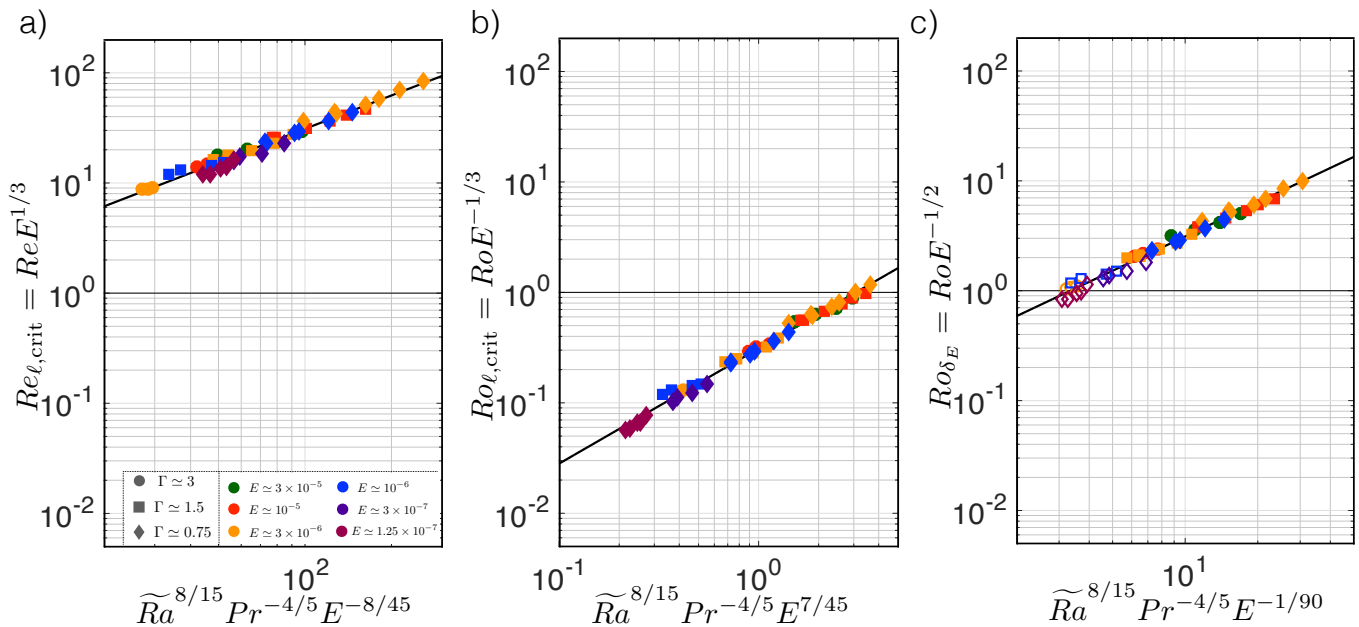 a)
10^2
10^1
10^0
10^-1
10^-2
Re_{ℓ,crit} = ReE^{1/3}
Γ ≃ 3
Γ ≃ 1.5
Γ ≃ 0.75
E ≃ 3 × 10^-5
E ≃ 10^-5
E ≃ 3 × 10^-6
E ≃ 10^-6
E ≃ 3 × 10^-7
E ≃ 1.25 × 10^-7
10^2
\widetilde{Ra}^{8/15} Pr^{-4/5} E^{-8/45}
b)
10^2
10^1
10^0
10^-1
10^-2
Ro_{ℓ,crit} = RoE^{-1/3}
10^-1
10^0
\widetilde{Ra}^{8/15} Pr^{-4/5} E^{7/45}
c)
10^2
10^1
10^0
10^-1
10^-2
Ro_{δ_E} = RoE^{-1/2}
10^1
\widetilde{Ra}^{8/15} Pr^{-4/5} E^{-1/90}